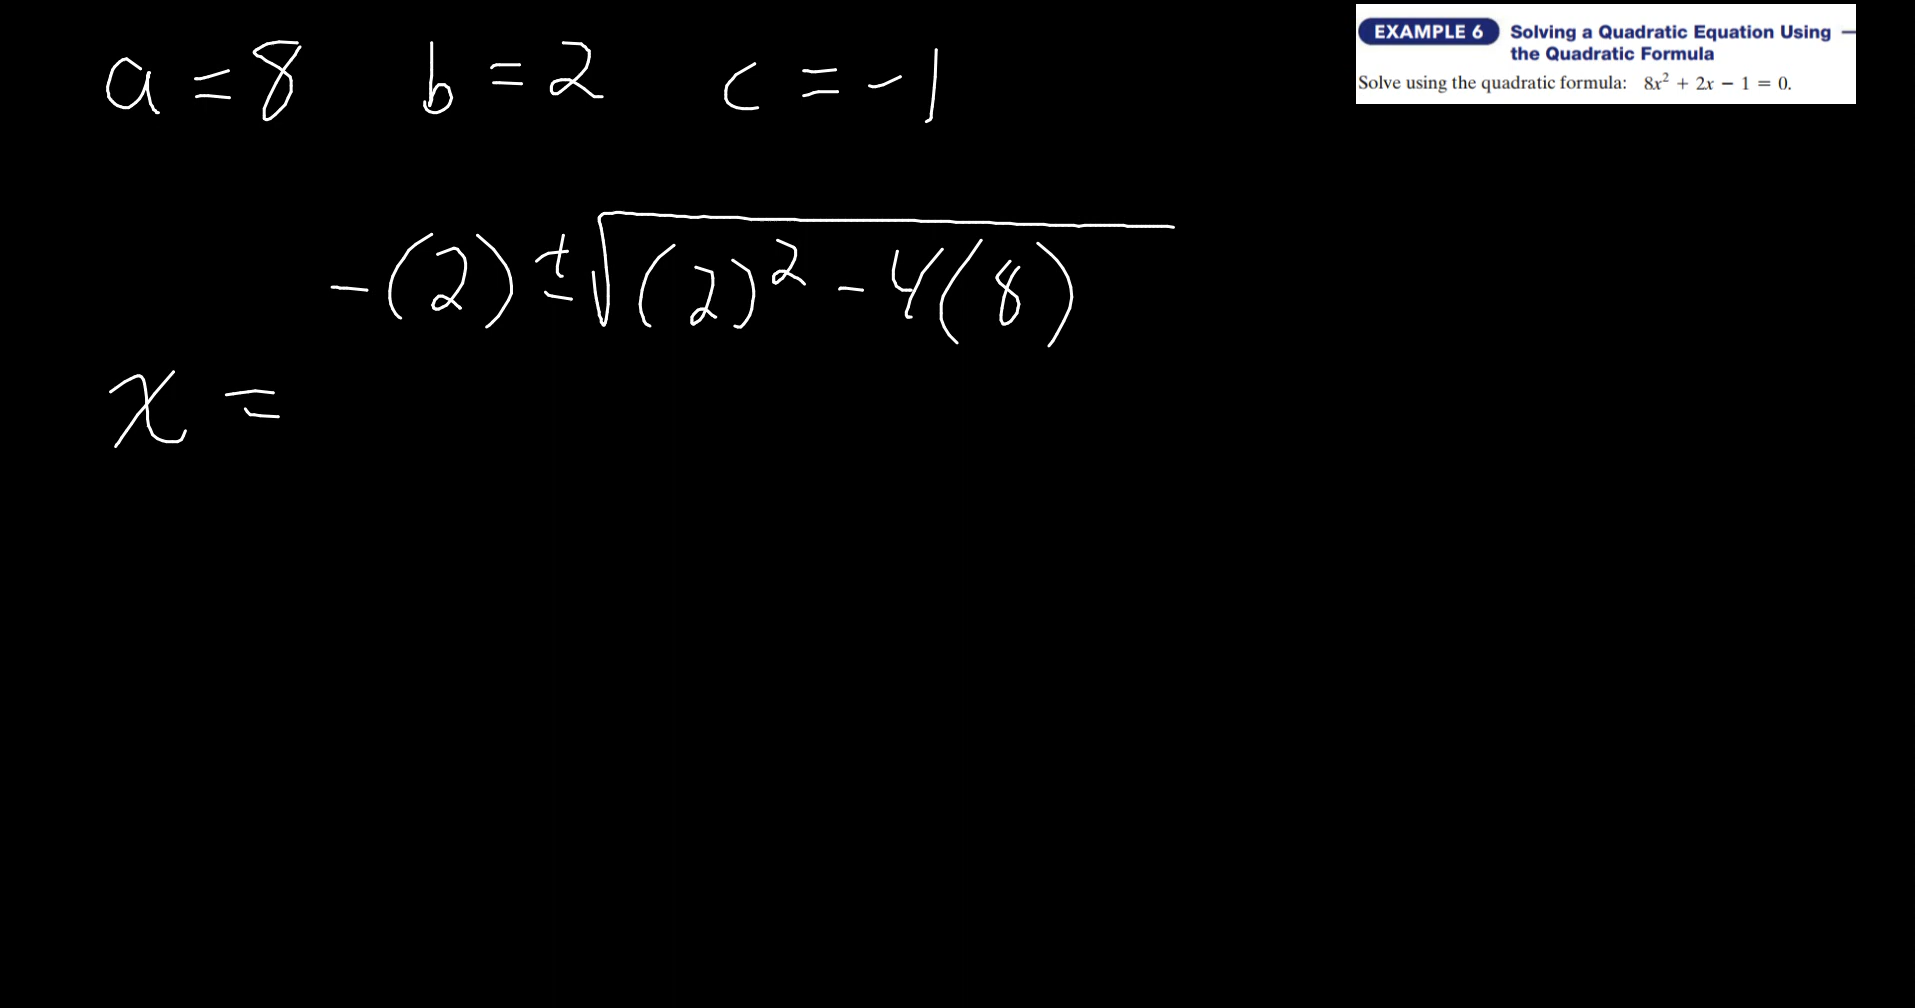 a = 8 b = 2 c = -1
EXAMPLE 6 Solving a Quadratic Equation Using
the Quadratic Formula
Solve using the quadratic formula: 8x² + 2x − 1 = 0.
-(2) ± √(2)² - 4(8)
x =